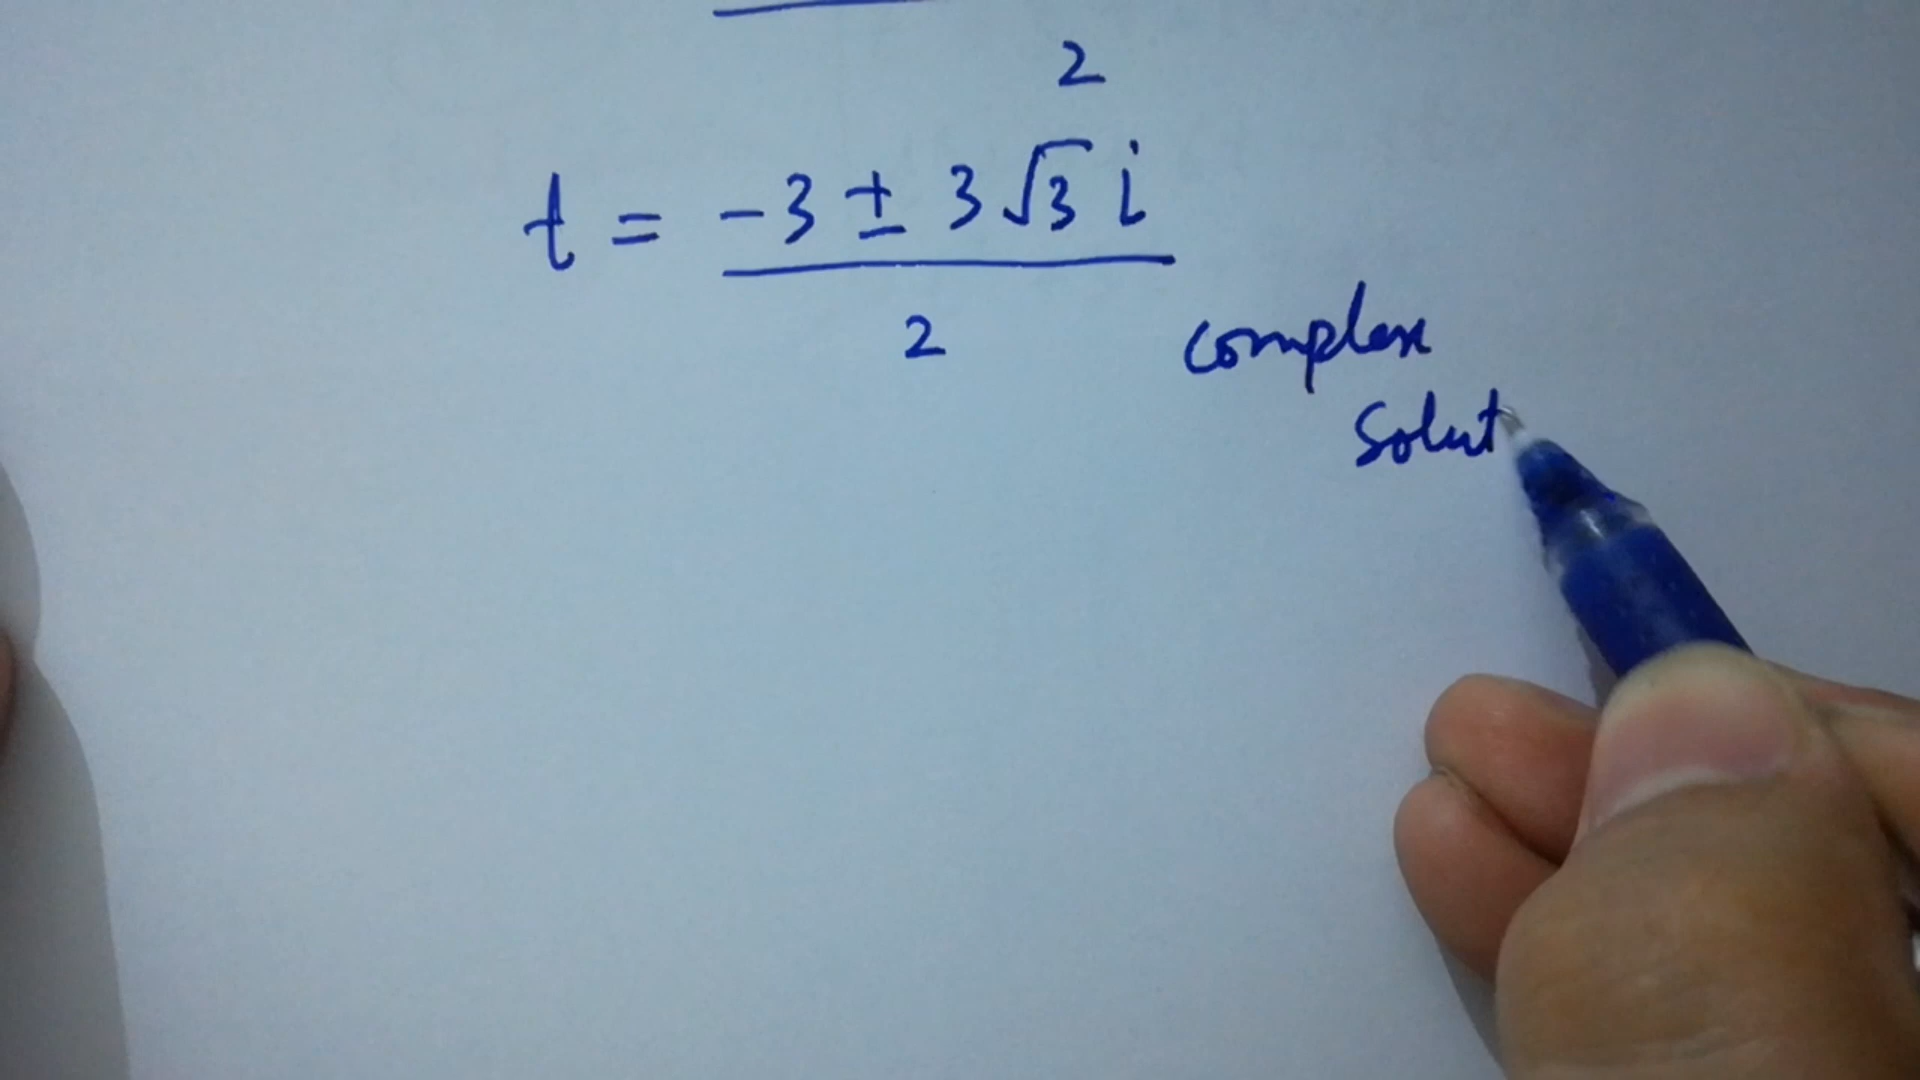 2
t = -3 ± 3√3 i
2
complex
Solut